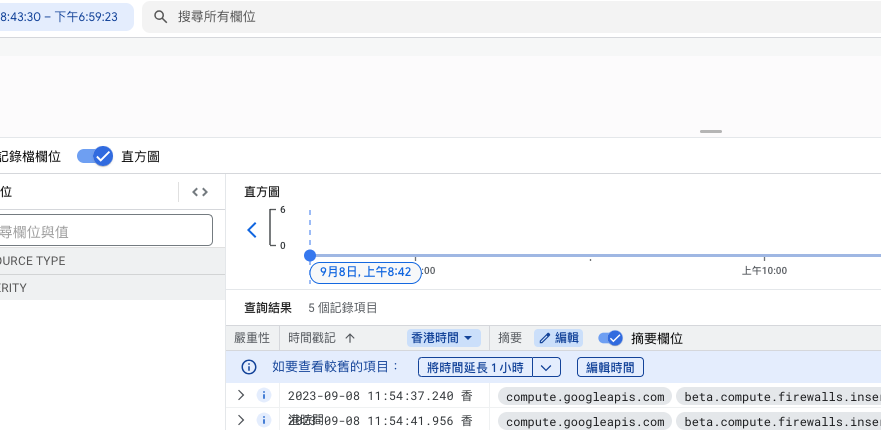 8:43:30 – 下午6:59:23 搜尋所有欄位
記錄檔欄位 直方圖
位 直方圖
6
尋欄位與值
0
OURCE TYPE 9月8日, 上午8:42 :00 上午10:00
ERITY
查詢結果 5 個記錄項目
嚴重性 時間戳記 香港時間 摘要 編輯 摘要欄位
如要查看較舊的項目： 將時間延長 1 小時 編輯時間
2023-09-08 11:54:37.240 香港時間 compute.googleapis.com beta.compute.firewalls.inser
2023-09-08 11:54:41.956 香 compute.googleapis.com beta.compute.firewalls.inser